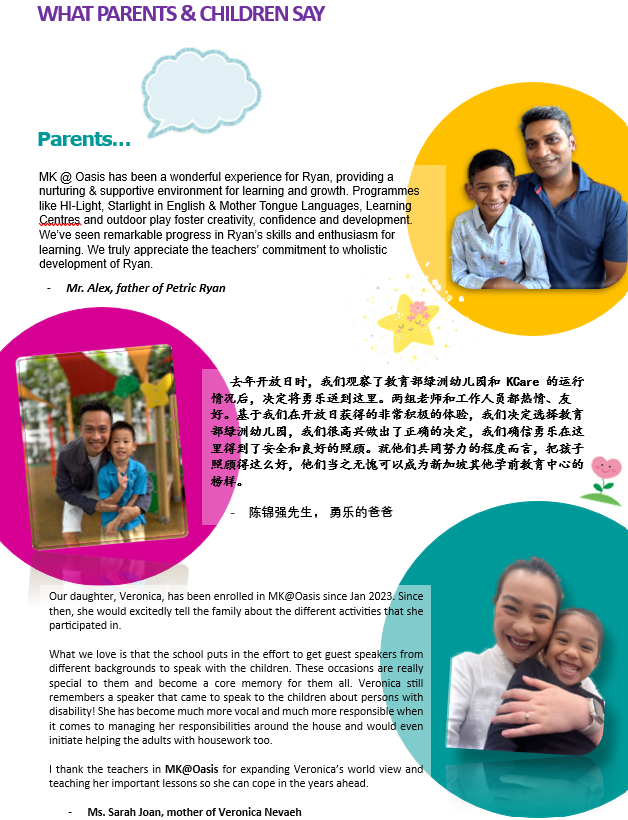 WHAT PARENTS & CHILDREN SAY
Parents...
MK @ Oasis has been a wonderful experience for Ryan, providing a
nurturing & supportive environment for learning and growth. Programmes
like HI-Light, Starlight in English & Mother Tongue Languages, Learning
Centres and outdoor play foster creativity, confidence and development.
We've seen remarkable progress in Ryan's skills and enthusiasm for
learning. We truly appreciate the teachers' commitment to wholistic
development of Ryan.
- Mr. Alex, father of Petric Ryan
去年开放日时，我们观察了教育部绿洲幼儿园和 KCare 的运行
情况后，决定将勇乐送到这里。两组老师和工作人员都热情、友
好。基于我们在开放日获得的非常积极的体验，我们决定选择教育
部绿洲幼儿园，我们很高兴做出了正确的决定，我们确信勇乐在这
里得到了安全和良好的照顾。就他们共同努力的程度而言，把孩子
照顾得这么好，他们当之无愧可以成为新加坡其他学前教育中心的
榜样。
- 陈锦强先生， 勇乐的爸爸
Our daughter, Veronica, has been enrolled in MK@Oasis since Jan 2023. Since
then, she would excitedly tell the family about the different activities that she
participated in.
What we love is that the school puts in the effort to get guest speakers from
different backgrounds to speak with the children. These occasions are really
special to them and become a core memory for them all. Veronica still
remembers a speaker that came to speak to the children about persons with
disability! She has become much more vocal and much more responsible when
it comes to managing her responsibilities around the house and would even
initiate helping the adults with housework too.
I thank the teachers in MK@Oasis for expanding Veronica's world view and
teaching her important lessons so she can cope in the years ahead.
- Ms. Sarah Joan, mother of Veronica Nevaeh